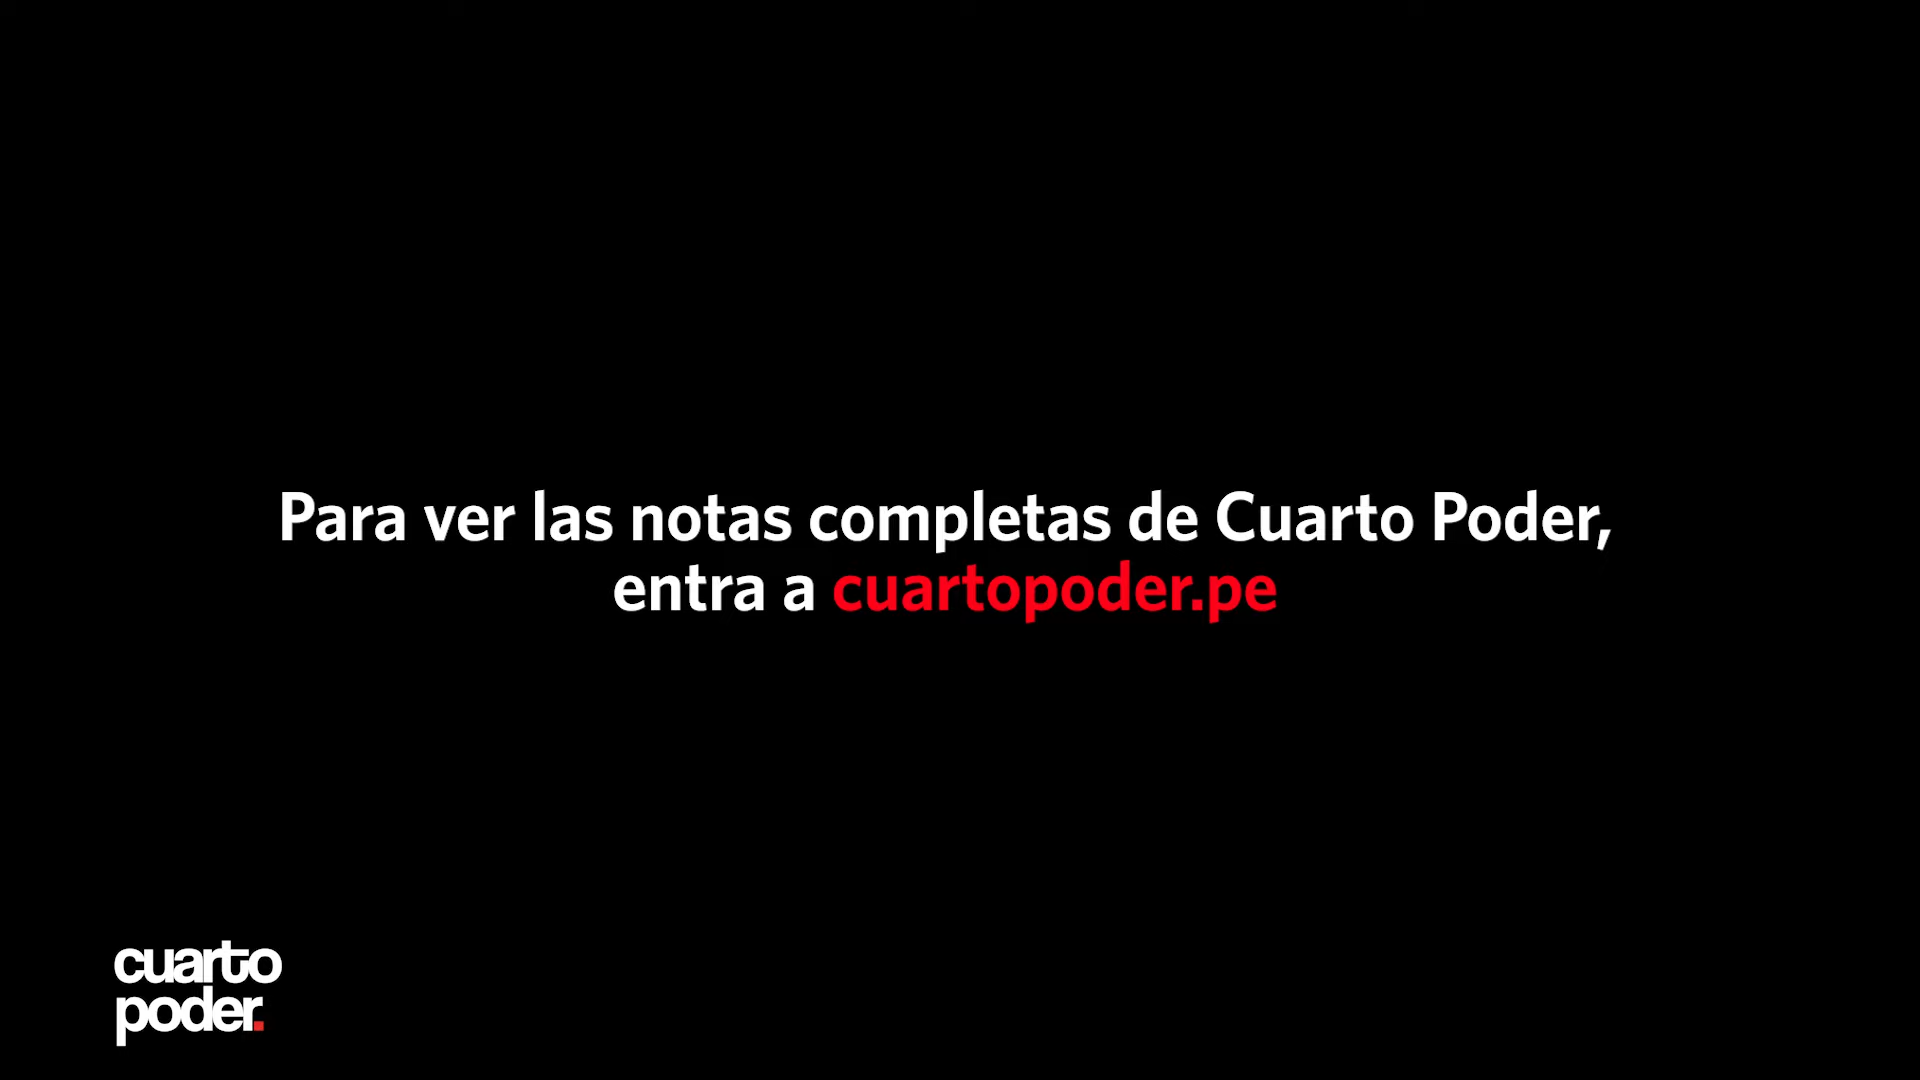 Para ver las notas completas de Cuarto Poder,
entra a cuartopoder.pe
cuarto
poder.